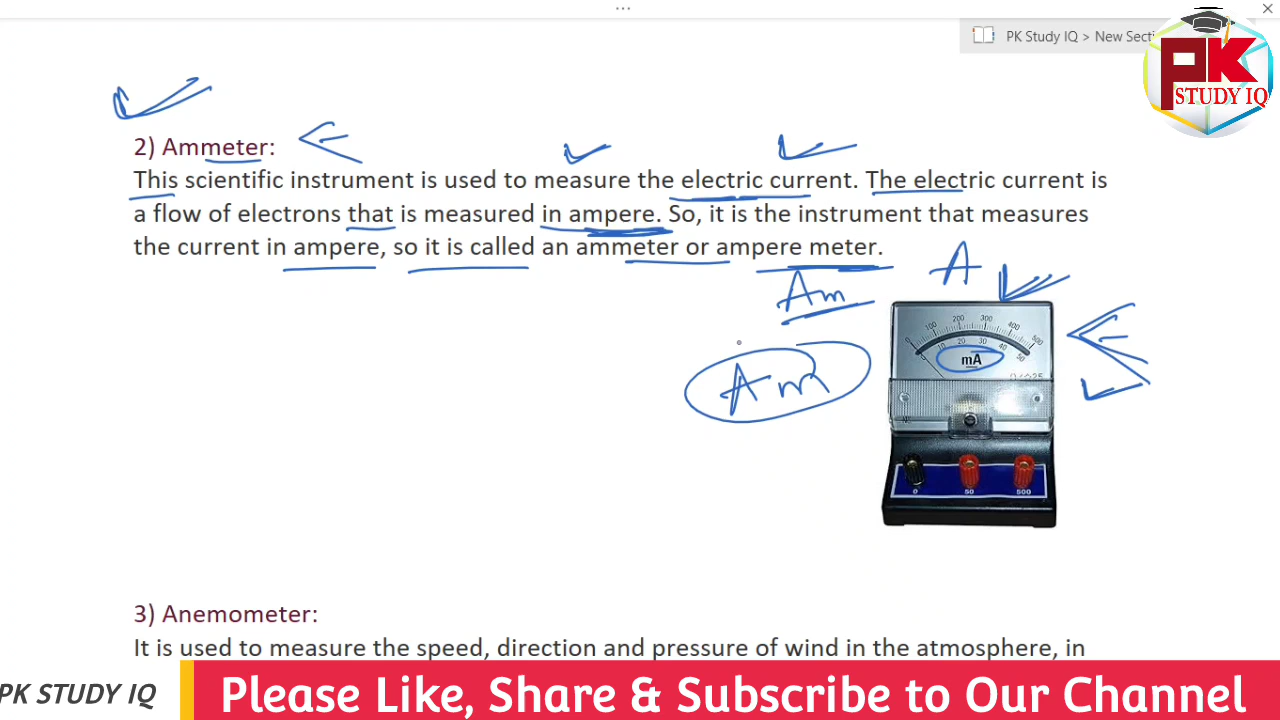 PK Study IQ > New Secti
PK
STUDY IQ
2) Ammeter:
This scientific instrument is used to measure the electric current. The electric current is
a flow of electrons that is measured in ampere. So, it is the instrument that measures
the current in ampere, so it is called an ammeter or ampere meter.
A
Am
Am
0 100 200 300 400 500
0 10 20 30 40 50
mA
0 50 500
3) Anemometer:
It is used to measure the speed, direction and pressure of wind in the atmosphere, in
PK STUDY IQ
Please Like, Share & Subscribe to Our Channel